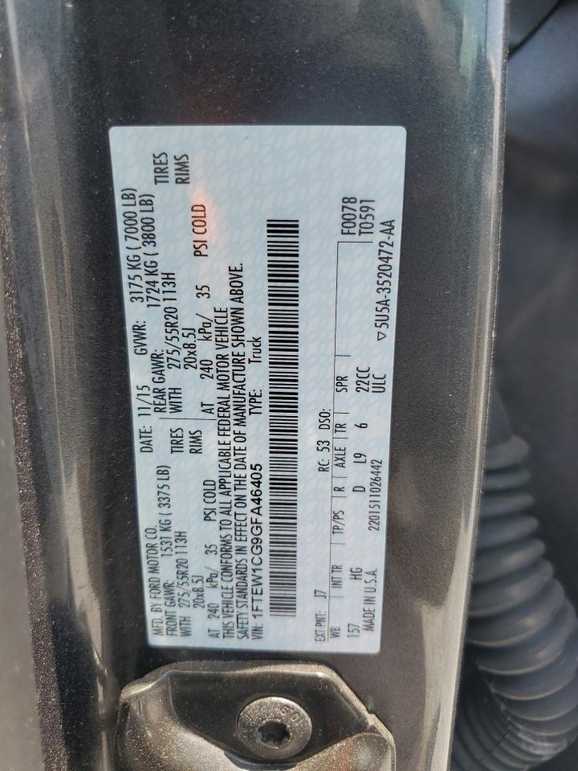 MFD. BY FORD MOTOR CO.
DATE: 11/15 GVWR: 3175 KG ( 7000 LB)
FRONT GAWR: 1531 KG ( 3375 LB) REAR GAWR: 1724 KG ( 3800 LB)
WITH 275/55R20 113H TIRES WITH 275/55R20 113H TIRES
20x8.5J RIMS 20x8.5J RIMS
AT 240 kPa/ 35 PSI COLD AT 240 kPa/ 35 PSI COLD
THIS VEHICLE CONFORMS TO ALL APPLICABLE FEDERAL MOTOR VEHICLE
SAFETY STANDARDS IN EFFECT ON THE DATE OF MANUFACTURE SHOWN ABOVE.
VIN: 1FTEW1CG9GFA46405 TYPE: Truck
EXT PNT: J7 RC: 53 DSO: F0078
T0591
WB INT TR TP/PS R AXLE TR SPR
157 HG D L9 6 22CC
MADE IN U.S.A. 2201511026442 ULC
▽5U5A-3520472-AA